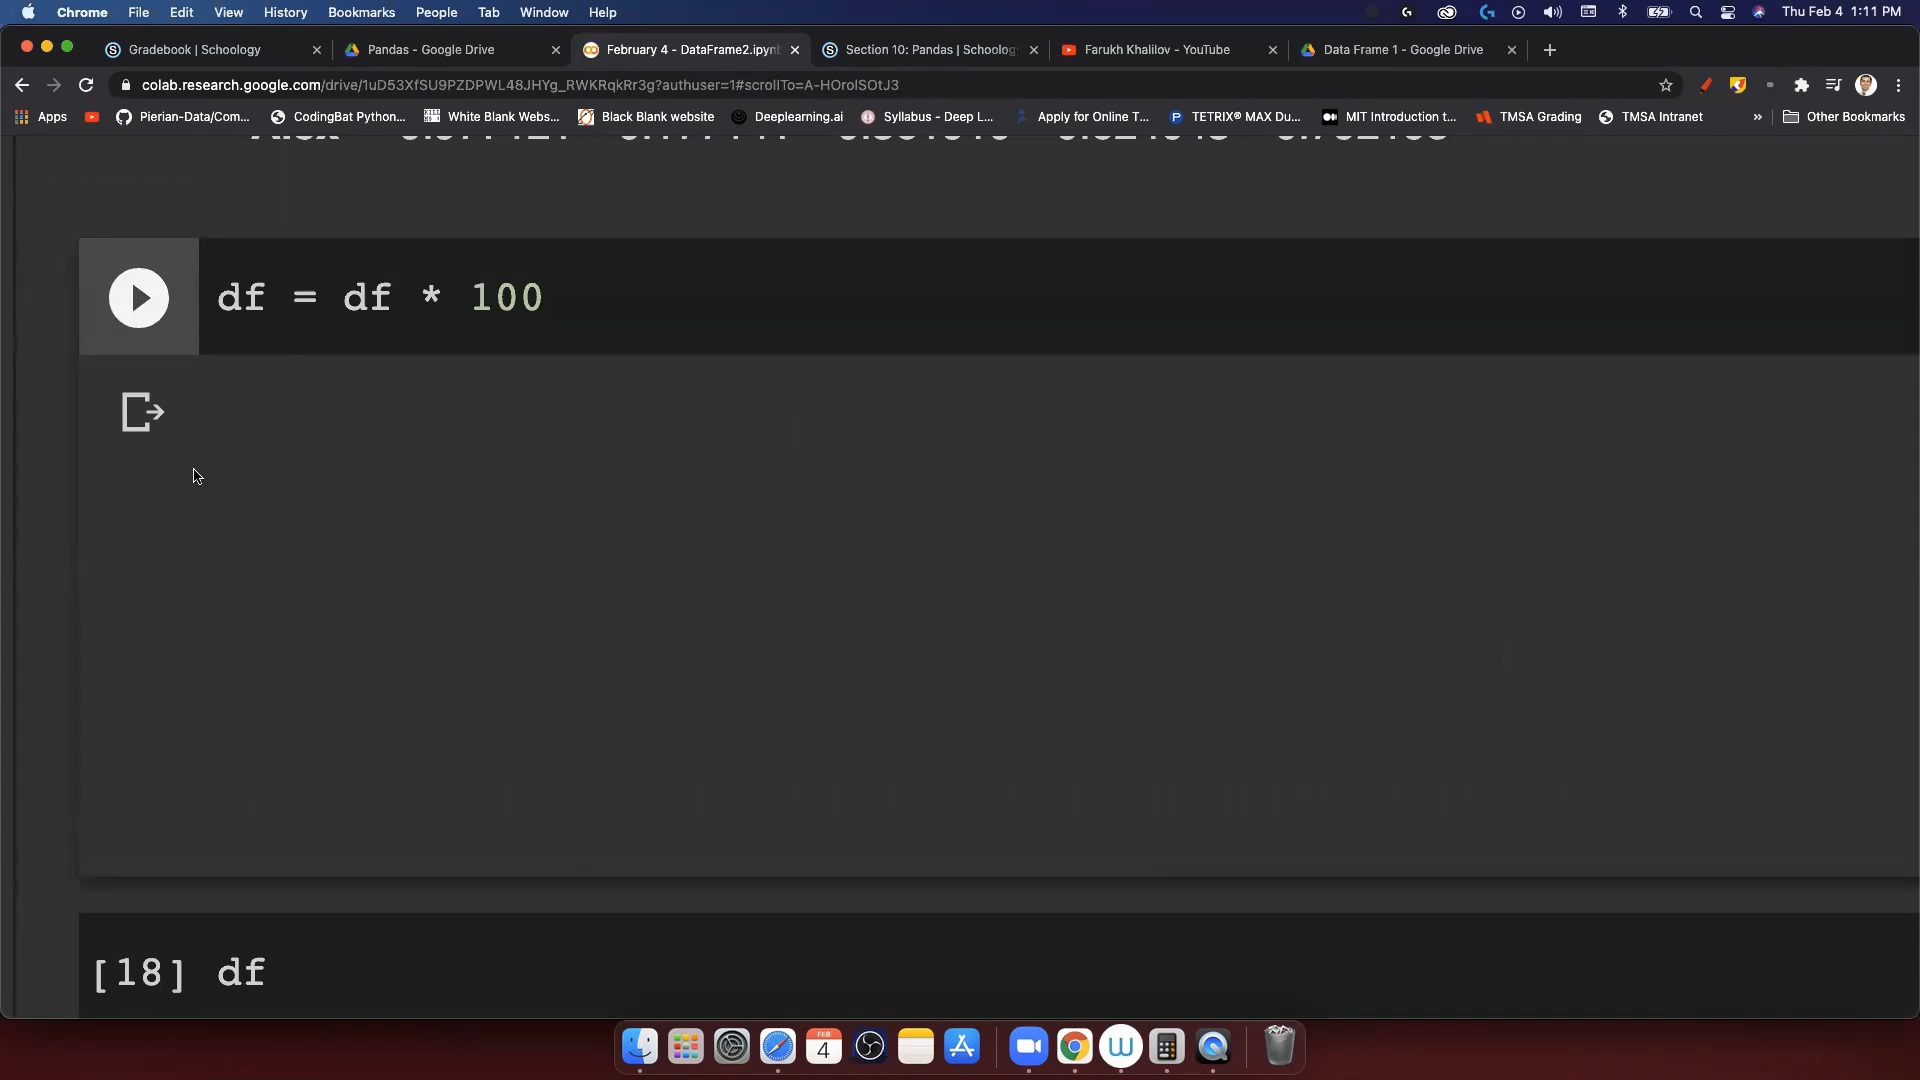 Chrome File Edit View History Bookmarks People Tab Window Help Thu Feb 4 1:11 PM
Gradebook | Schoology Pandas - Google Drive February 4 - DataFrame2.ipynb Section 10: Pandas | Schoology Farukh Khalilov - YouTube Data Frame 1 - Google Drive
colab.research.google.com/drive/1uD53XfSU9PZDPWL48JHYg_RWKRqkRr3g?authuser=1#scrollTo=A-HOrolSOtJ3
Apps Pierian-Data/Com... CodingBat Python... White Blank Webs... Black Blank website Deeplearning.ai Syllabus - Deep L... Apply for Online T... TETRIX® MAX Du... MIT Introduction t... TMSA Grading TMSA Intranet » Other Bookmarks
df = df * 100
[18] df
FEB
4